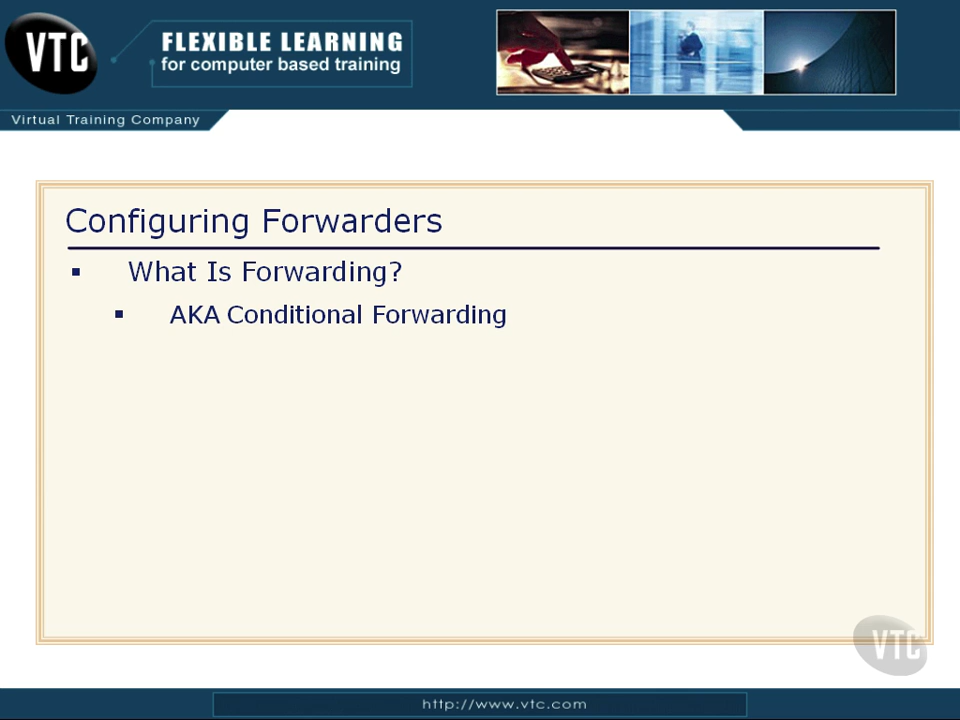 VTC
FLEXIBLE LEARNING
for computer based training
Virtual Training Company
Configuring Forwarders
▪ What Is Forwarding?
▪ AKA Conditional Forwarding
VTC
http://www.vtc.com